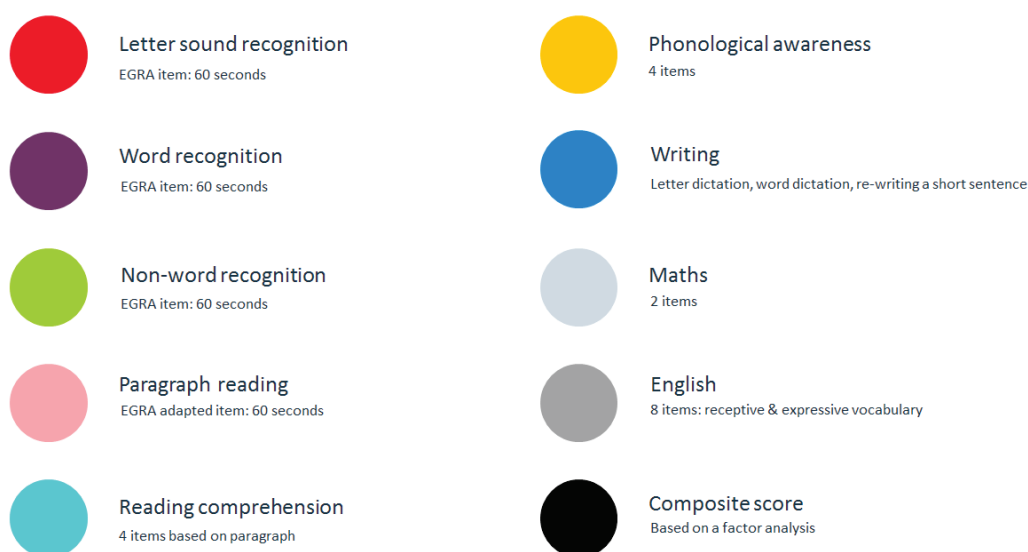 Letter sound recognition
EGRA item: 60 seconds
Word recognition
EGRA item: 60 seconds
Non-word recognition
EGRA item: 60 seconds
Paragraph reading
EGRA adapted item: 60 seconds
Reading comprehension
4 items based on paragraph
Phonological awareness
4 items
Writing
Letter dictation, word dictation, re-writing a short sentence
Maths
2 items
English
8 items: receptive & expressive vocabulary
Composite score
Based on a factor analysis